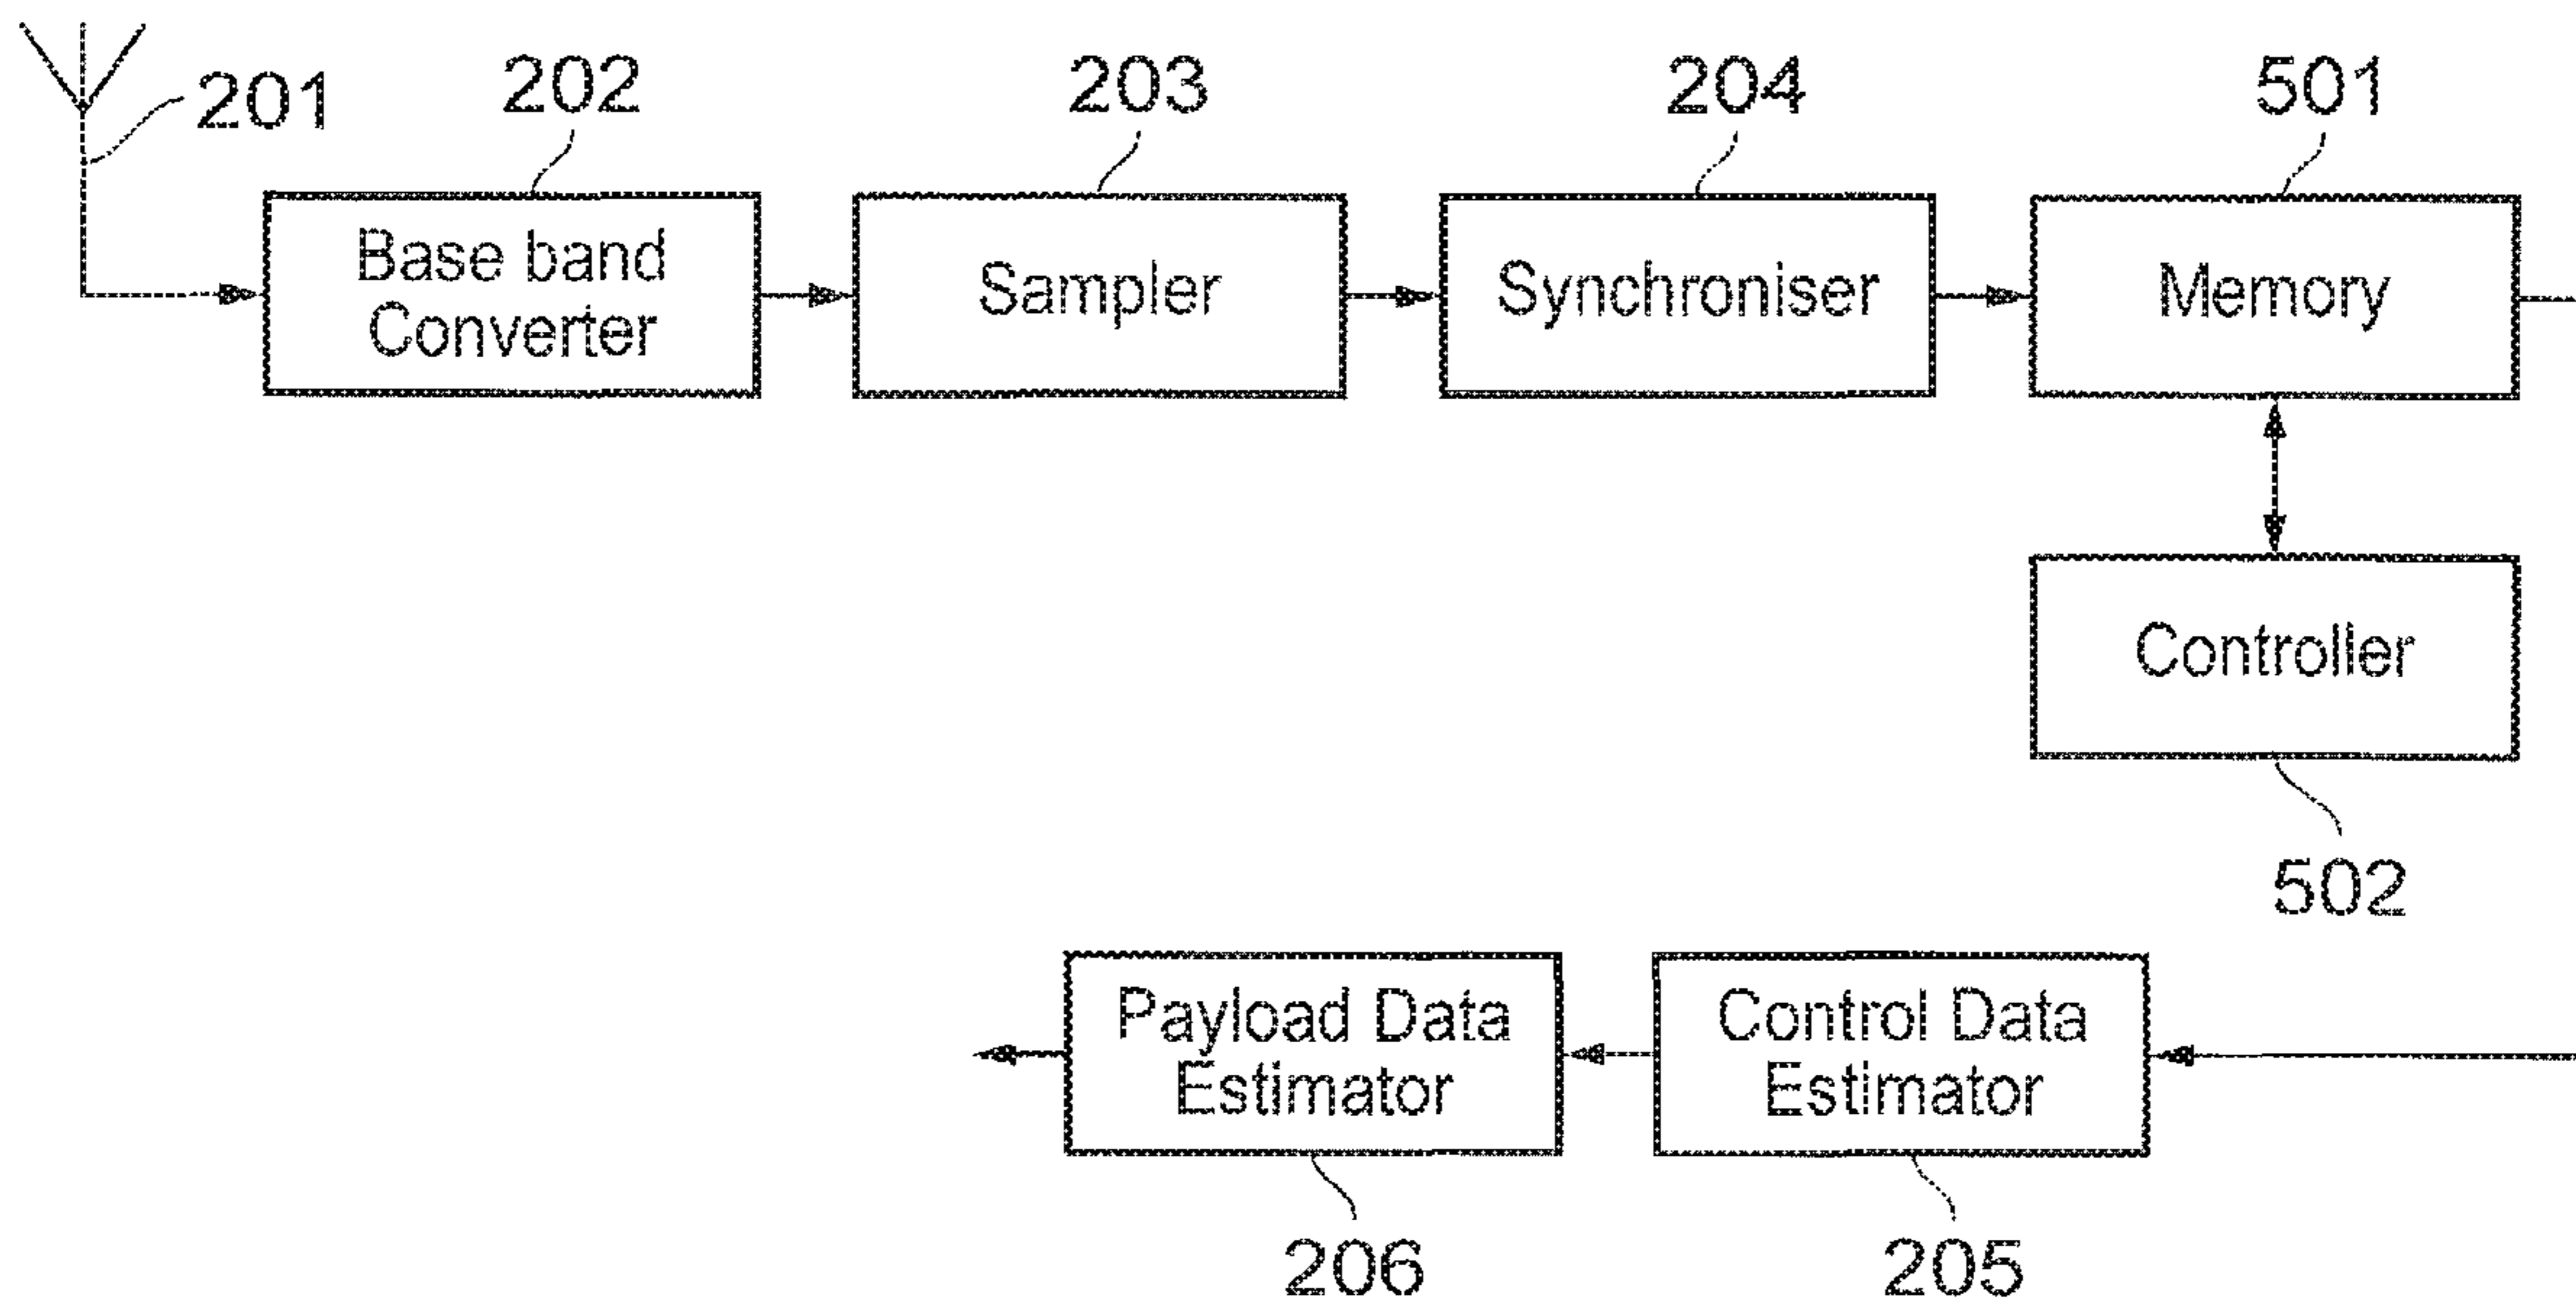 201
202
203
204
501
Base band
Converter
Sampler
Synchroniser
Memory
Controller
502
Payload Data
Estimator
Control Data
Estimator
206
205